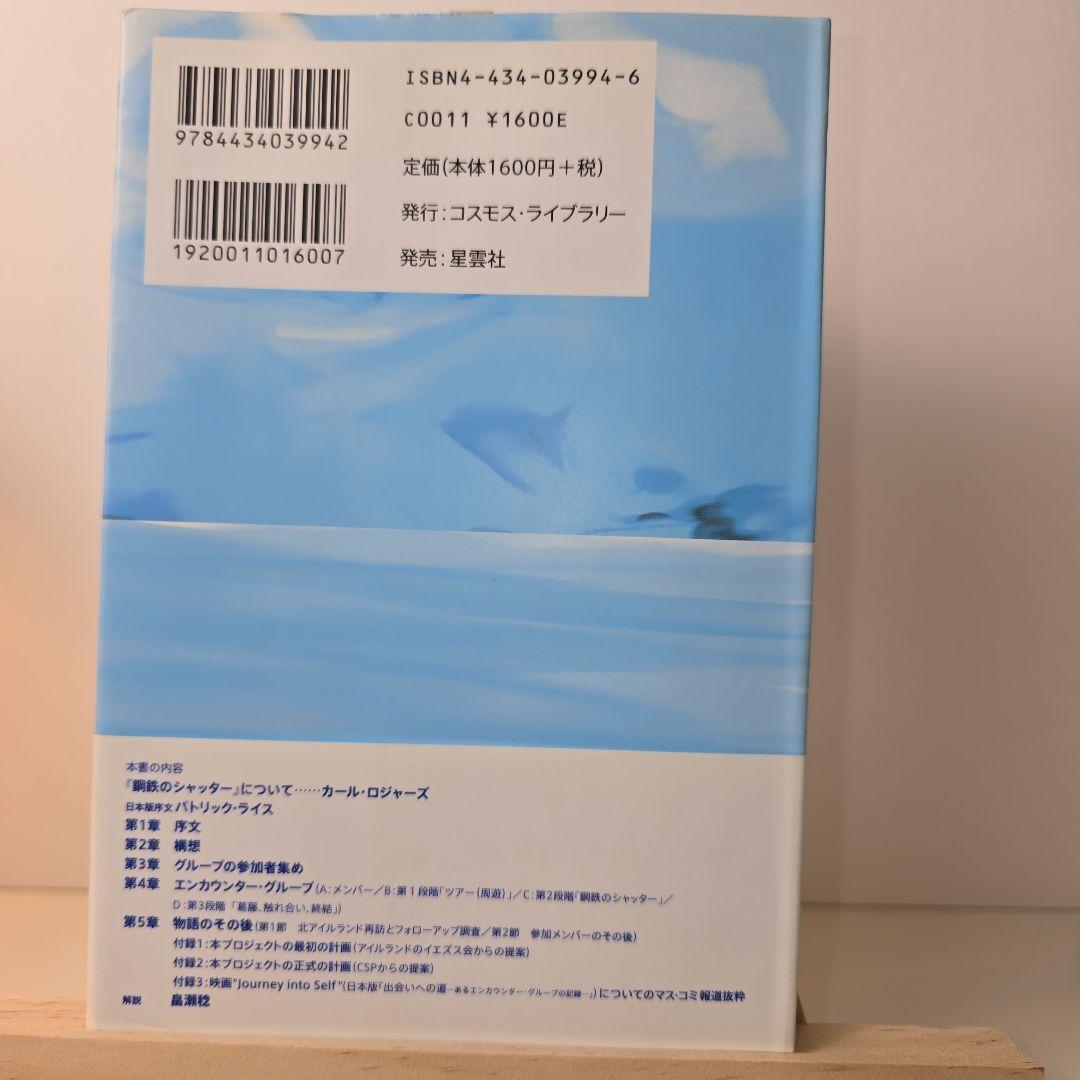 ISBN4-434-03994-6
9784434039942
C0011 ¥1600E
定価(本体1600円+税)
発行:コスモス・ライブラリー
1920011016007
発売:星雲社
本書の内容
『鋼鉄のシャッター』について……カール・ロジャーズ
日本版序文 パトリック・ライス
第1章 序文
第2章 構想
第3章 グループの参加者集め
第4章 エンカウンター・グループ(A:メンバー/B:第1段階「ツアー(周遊)」/C:第2段階「鋼鉄のシャッター」/
D:第3段階「葛藤、触れ合い、終結」)
第5章 物語のその後(第1節 北アイルランド再訪とフォローアップ調査/第2節 参加メンバーのその後)
付録1:本プロジェクトの最初の計画(アイルランドのイエズス会からの提案)
付録2:本プロジェクトの正式の計画(CSPからの提案)
付録3:映画"Journey into Self"(日本版「出会いへの道―あるエンカウンター・グループの記録―」)についてのマス・コミ報道抜粋
解説 畠瀬稔